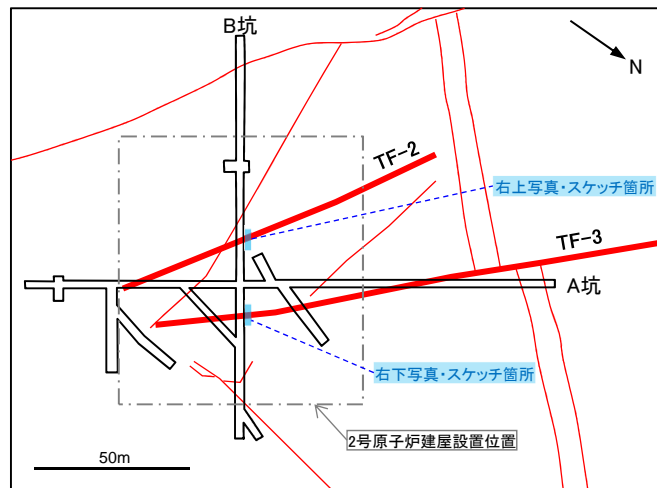 B坑
N
TF-2
右上写真・スケッチ箇所
TF-3
A坑
右下写真・スケッチ箇所
2号原子炉建屋設置位置
50m